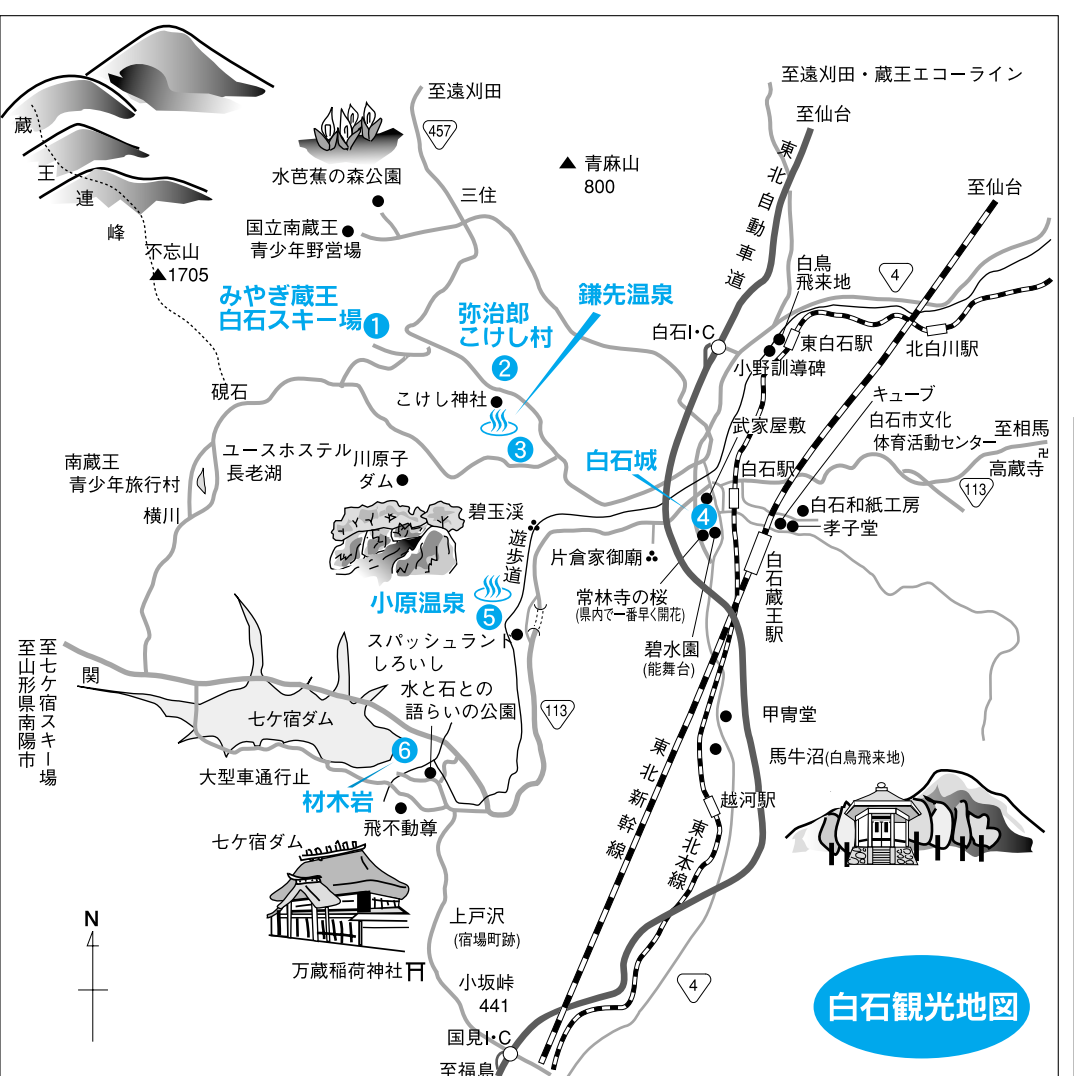 至遠刈田・蔵王エコーライン
至遠刈田
至仙台
457
蔵王連峰
水芭蕉の森公園
三住
青麻山
800
東北自動車道
至仙台
国立南蔵王
青少年野営場
不忘山
1705
白鳥
飛来地
4
みやぎ蔵王
白石スキー場
1
弥治郎
こけし村
2
鎌先温泉
白石I・C
東白石駅
北白川駅
小野訓導碑
硯石
こけし神社
3
キューブ
白石市文化
体育活動センター
武家屋敷
至相馬
卍
高蔵寺
113
ユースホステル
長老湖
川原子
ダム
白石城
白石駅
南蔵王
青少年旅行村
横川
碧玉渓
遊歩道
4
白石和紙工房
孝子堂
片倉家御廟
白石蔵王駅
小原温泉
5
常林寺の桜
(県内で一番早く開花)
スパッシュランド
しろいし
碧水園
(能舞台)
至七ケ宿スキー場
至山形県南陽市
関
水と石との
語らいの公園
113
七ケ宿ダム
6
甲冑堂
馬牛沼(白鳥飛来地)
大型車通行止
材木岩
東北新幹線
越河駅
飛不動尊
東北本線
七ケ宿ダム
N
上戸沢
(宿場町跡)
万蔵稲荷神社
小坂峠
441
4
白石観光地図
国見I・C
至福島